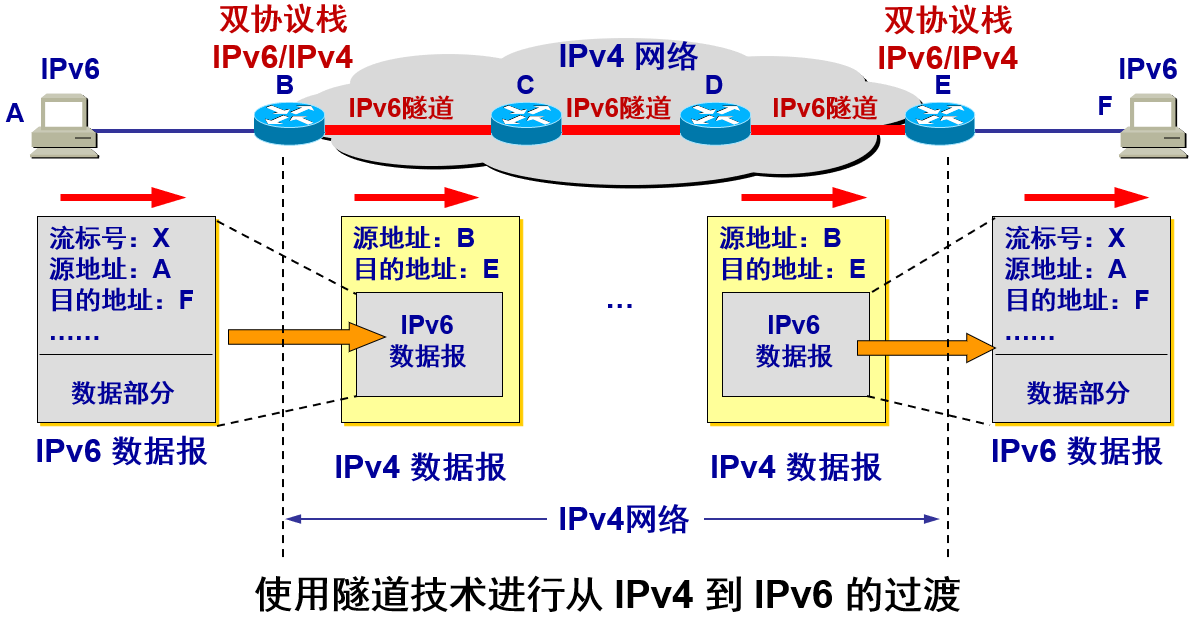 双协议栈
IPv6/IPv4
双协议栈
IPv6/IPv4
IPv4 网络
IPv6
B
C
D
E
IPv6
A
IPv6隧道
IPv6隧道
IPv6隧道
F
流标号：X
源地址：A
目的地址：F
……
数据部分
IPv6 数据报
源地址：B
目的地址：E
IPv6
数据报
IPv4 数据报
…
源地址：B
目的地址：E
IPv6
数据报
IPv4 数据报
流标号：X
源地址：A
目的地址：F
……
数据部分
IPv6 数据报
IPv4网络
使用隧道技术进行从 IPv4 到 IPv6 的过渡